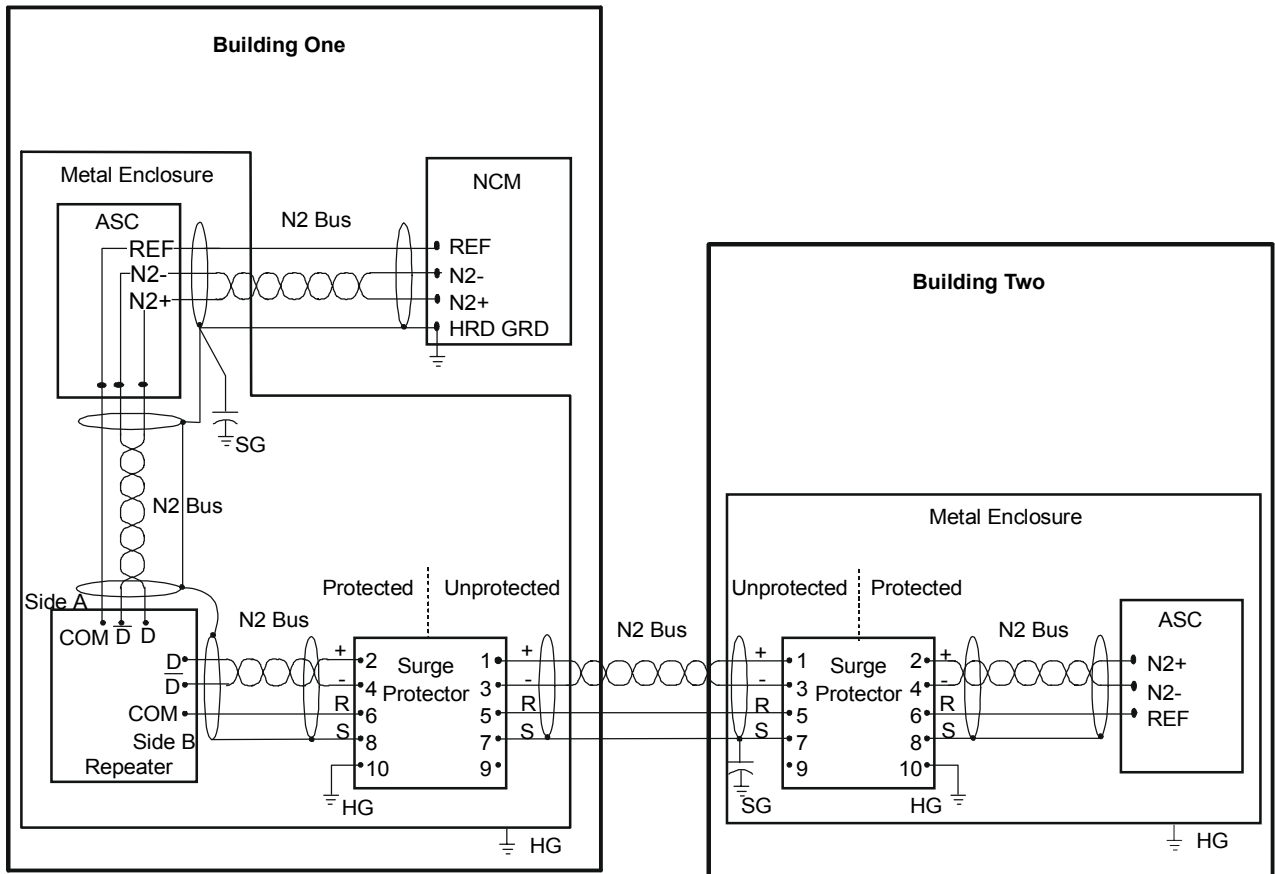 Building One
Metal Enclosure
ASC
REF
N2-
N2+
N2 Bus
NCM
REF
N2-
N2+
HRD GRD
SG
N2 Bus
Side A
COM D̅ D
D
D̅
COM
Side B
Repeater
N2 Bus
Protected
Unprotected
+
-
R
S
2
4
6
8
10
Surge
Protector
1
3
5
7
9
HG
+
-
R
S
HG
N2 Bus
Building Two
Metal Enclosure
Unprotected
Protected
+
-
R
S
1
3
5
7
9
Surge
Protector
2
4
6
8
10
+
-
R
S
N2 Bus
ASC
N2+
N2-
REF
SG
HG
HG